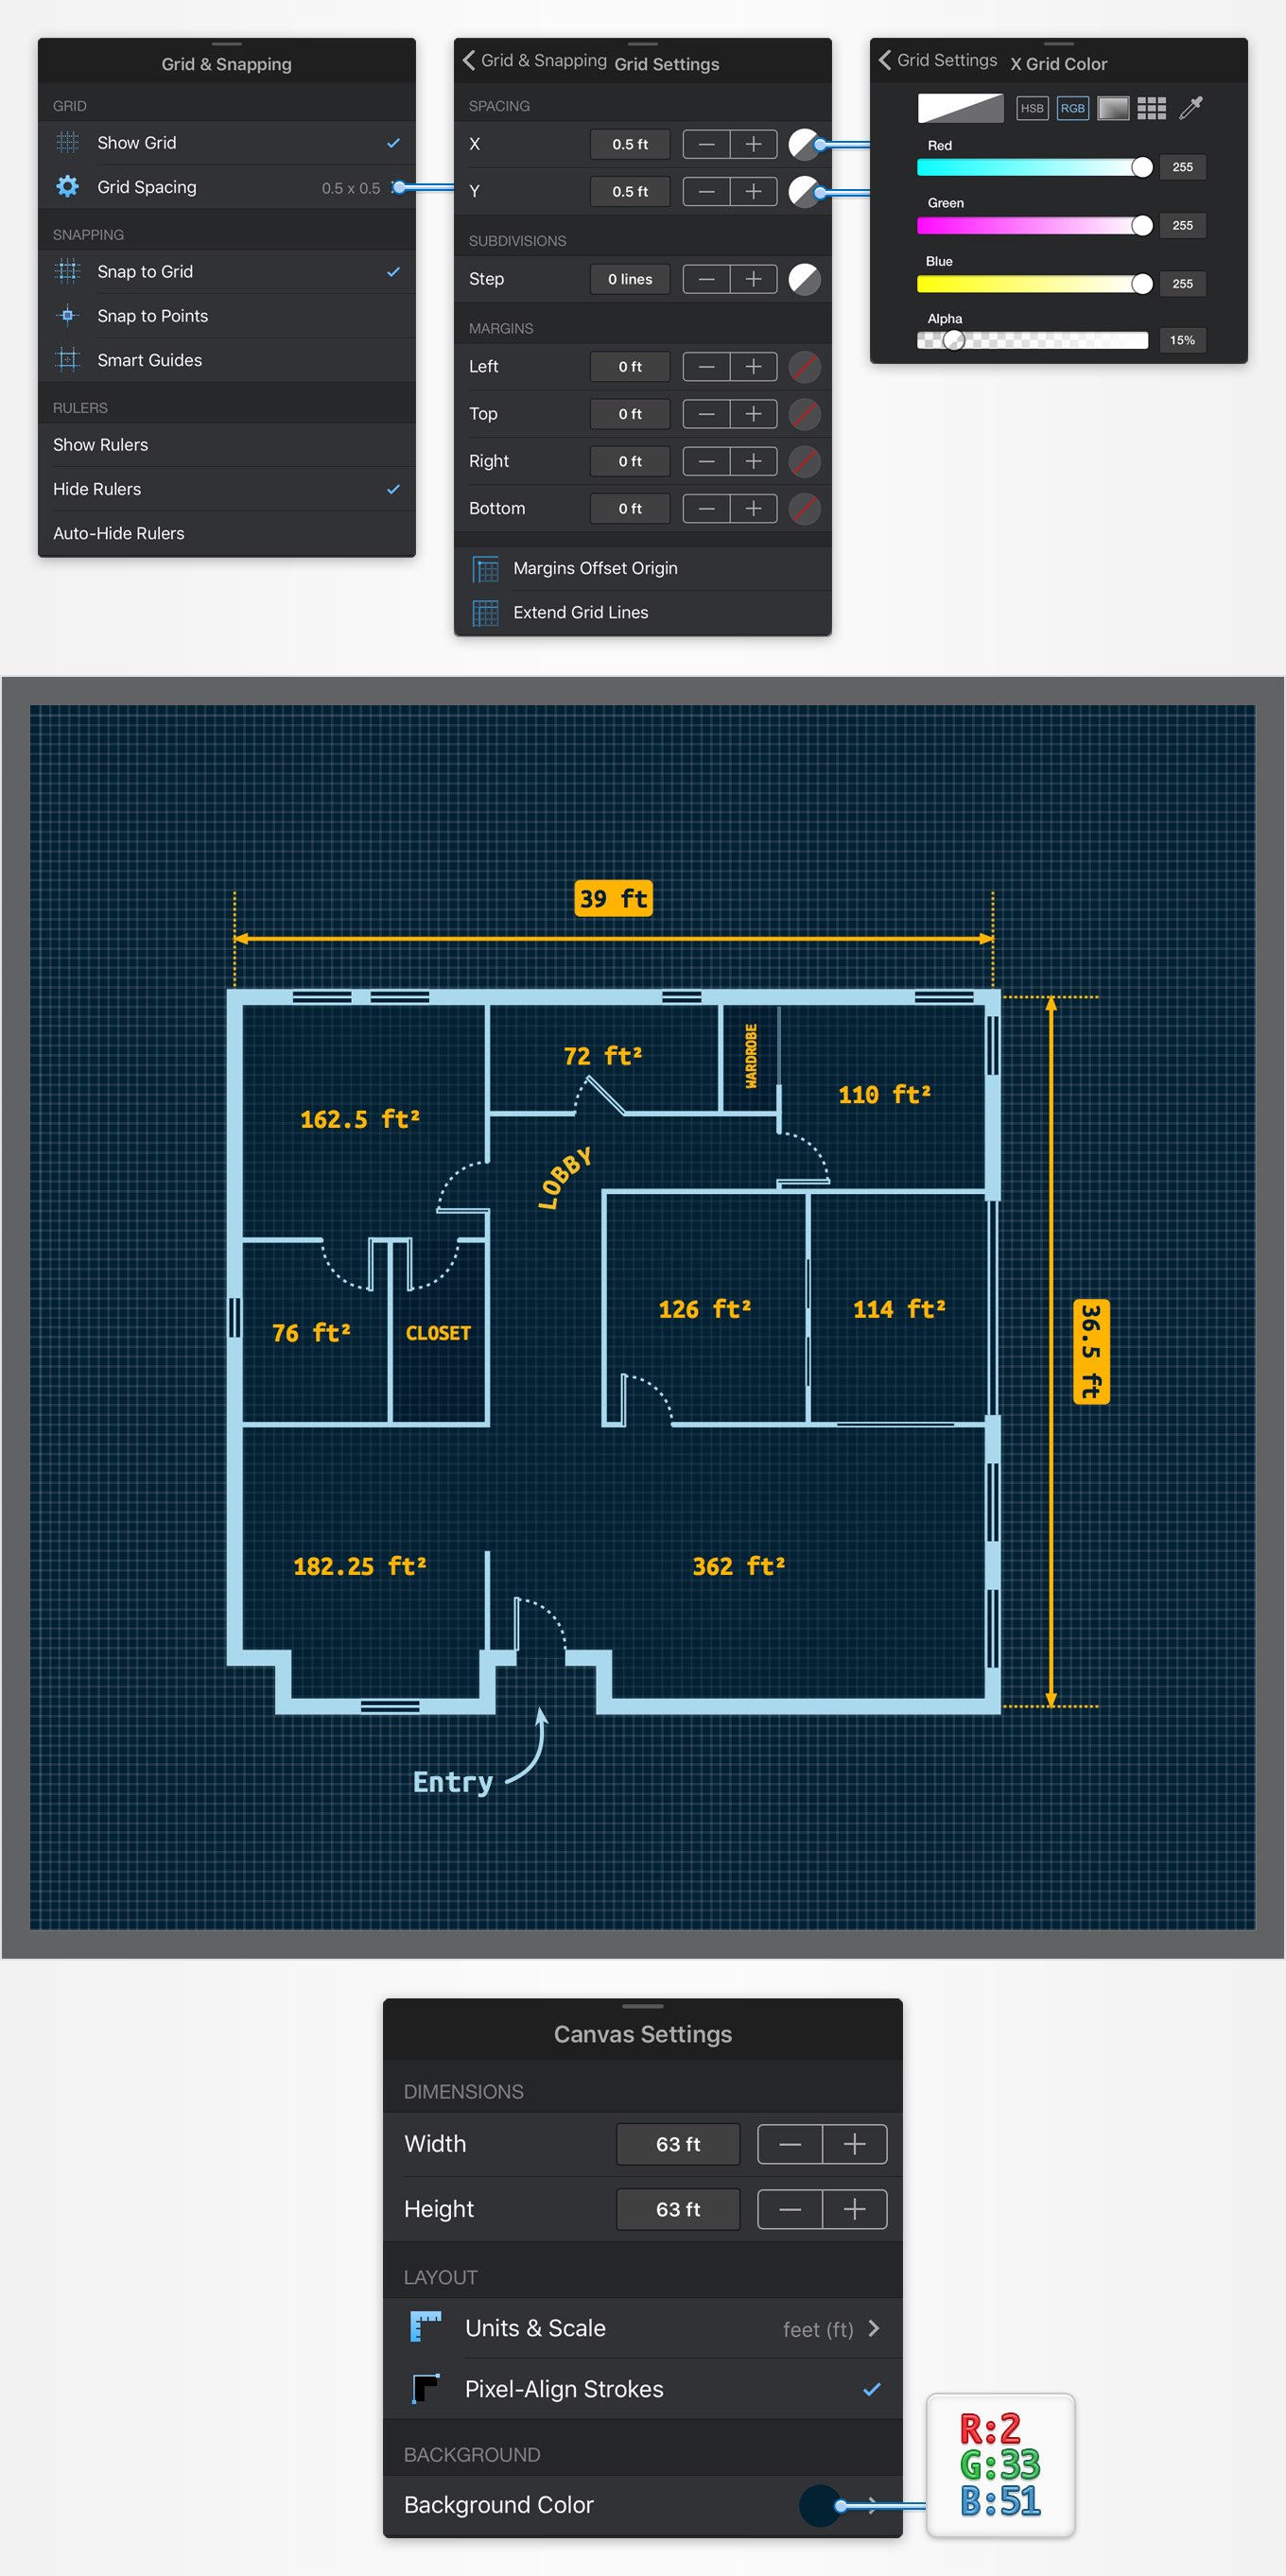 Grid & Snapping
GRID
Show Grid
Grid Spacing 0.5 x 0.5
SNAPPING
Snap to Grid
Snap to Points
Smart Guides
RULERS
Show Rulers
Hide Rulers
Auto-Hide Rulers
Grid & Snapping Grid Settings
SPACING
X 0.5 ft
Y 0.5 ft
SUBDIVISIONS
Step 0 lines
MARGINS
Left 0 ft
Top 0 ft
Right 0 ft
Bottom 0 ft
Margins Offset Origin
Extend Grid Lines
Grid Settings X Grid Color
HSB RGB
Red
255
Green
255
Blue
255
Alpha
15%
39 ft
72 ft²
WARDROBE
110 ft²
162.5 ft²
LOBBY
126 ft²
114 ft²
76 ft²
CLOSET
36.5 ft
182.25 ft²
362 ft²
Entry
Canvas Settings
DIMENSIONS
Width 63 ft
Height 63 ft
LAYOUT
Units & Scale feet (ft)
Pixel-Align Strokes
BACKGROUND
Background Color
R:2
G:33
B:51